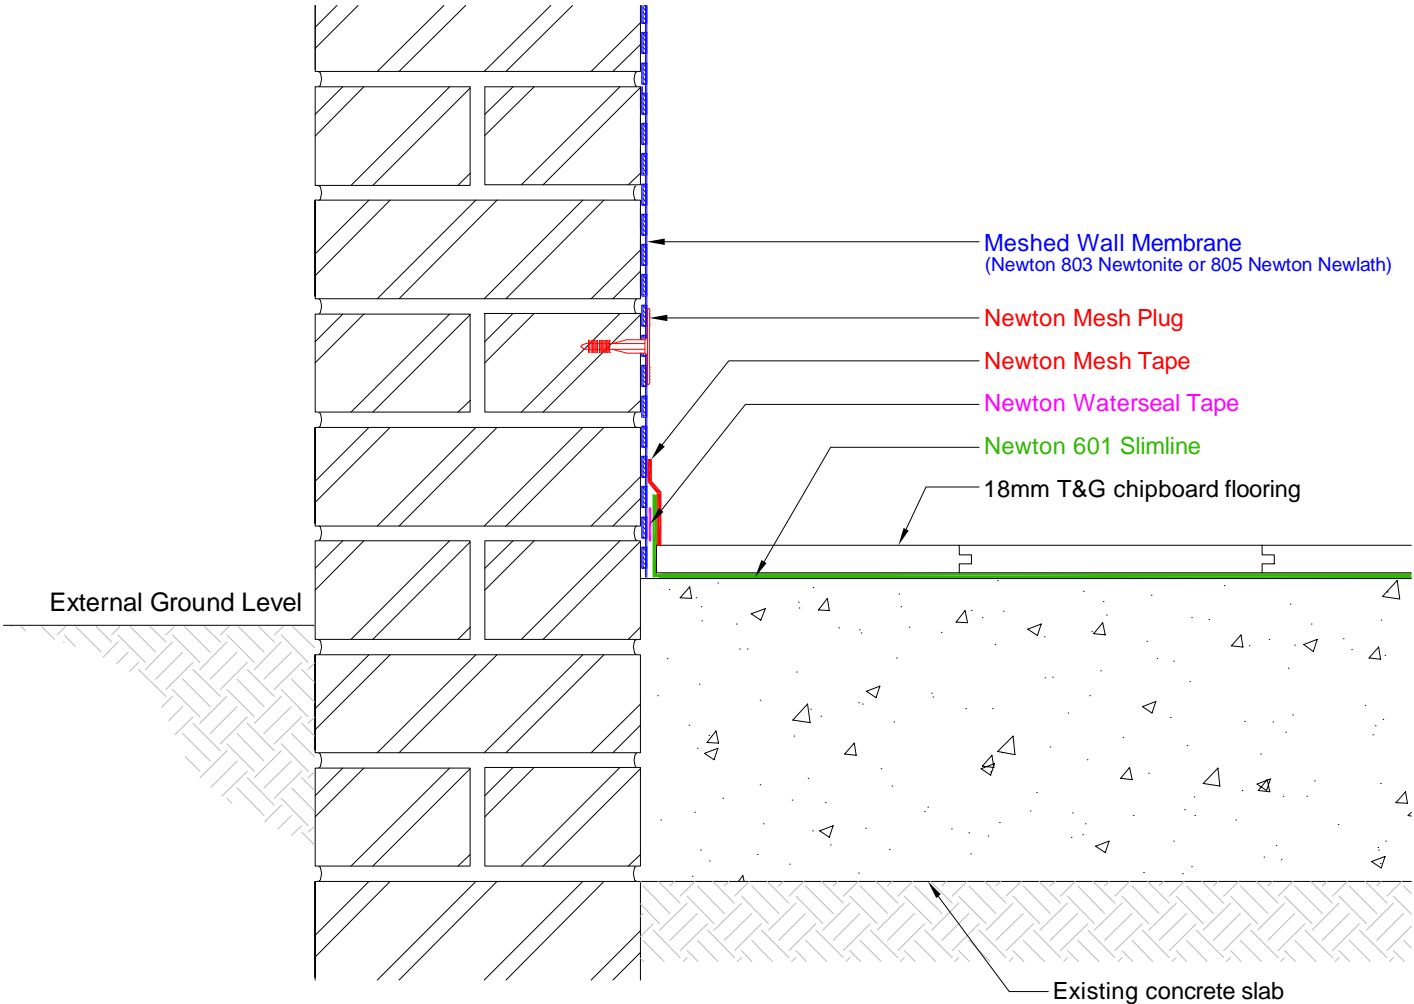 Meshed Wall Membrane
(Newton 803 Newtonite or 805 Newton Newlath)
Newton Mesh Plug
Newton Mesh Tape
Newton Waterseal Tape
Newton 601 Slimline
18mm T&G chipboard flooring
External Ground Level
Existing concrete slab